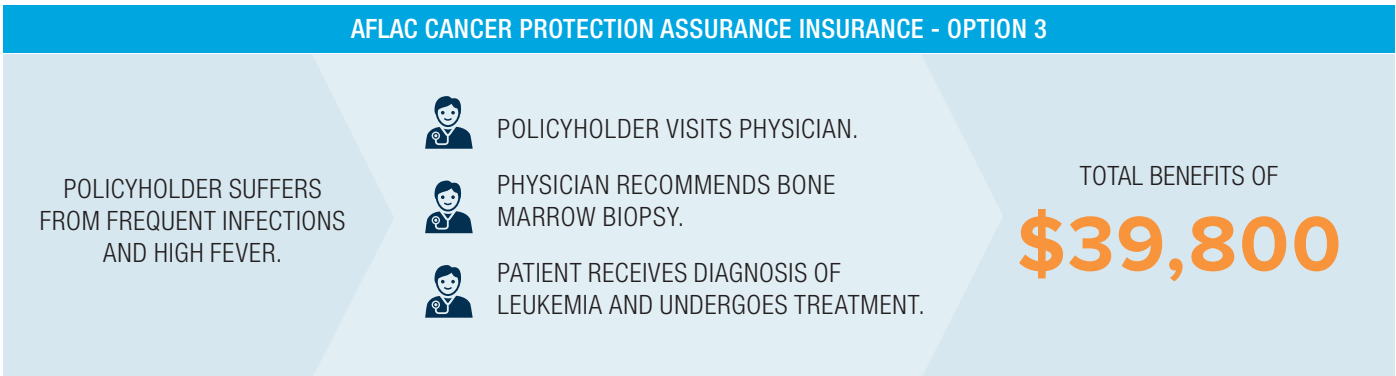 AFLAC CANCER PROTECTION ASSURANCE INSURANCE - OPTION 3
POLICYHOLDER SUFFERS
FROM FREQUENT INFECTIONS
AND HIGH FEVER.
POLICYHOLDER VISITS PHYSICIAN.
PHYSICIAN RECOMMENDS BONE
MARROW BIOPSY.
PATIENT RECEIVES DIAGNOSIS OF
LEUKEMIA AND UNDERGOES TREATMENT.
TOTAL BENEFITS OF
$39,800